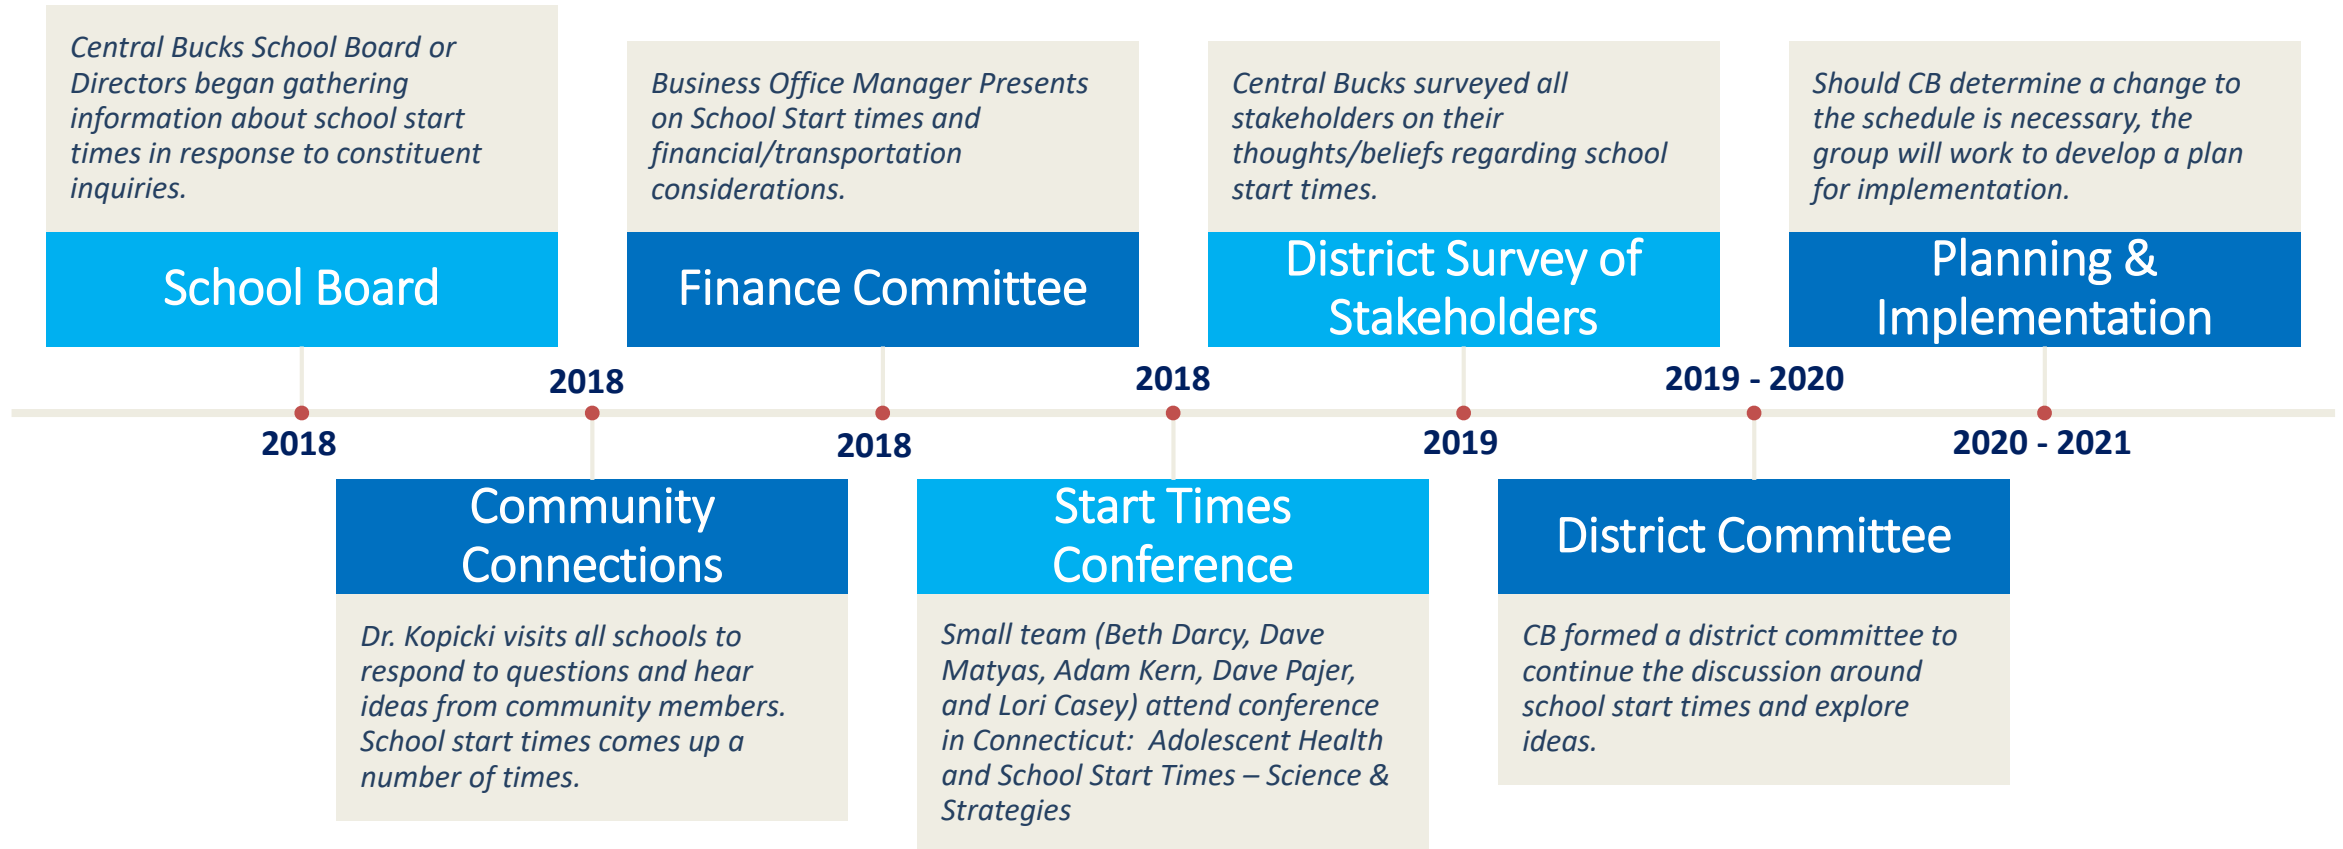 Central Bucks School Board or
Directors began gathering
information about school start
times in response to constituent
inquiries.
School Board
2018
2018
Community
Connections
Dr. Kopicki visits all schools to
respond to questions and hear
ideas from community members.
School start times comes up a
number of times.
Business Office Manager Presents
on School Start times and
financial/transportation
considerations.
Finance Committee
2018
2018
Start Times
Conference
Small team (Beth Darcy, Dave
Matyas, Adam Kern, Dave Pajer,
and Lori Casey) attend conference
in Connecticut:  Adolescent Health
and School Start Times – Science &
Strategies
Central Bucks surveyed all
stakeholders on their
thoughts/beliefs regarding school
start times.
District Survey of
Stakeholders
2019
2019 - 2020
District Committee
CB formed a district committee to
continue the discussion around
school start times and explore
ideas.
Should CB determine a change to
the schedule is necessary, the
group will work to develop a plan
for implementation.
Planning &
Implementation
2020 - 2021